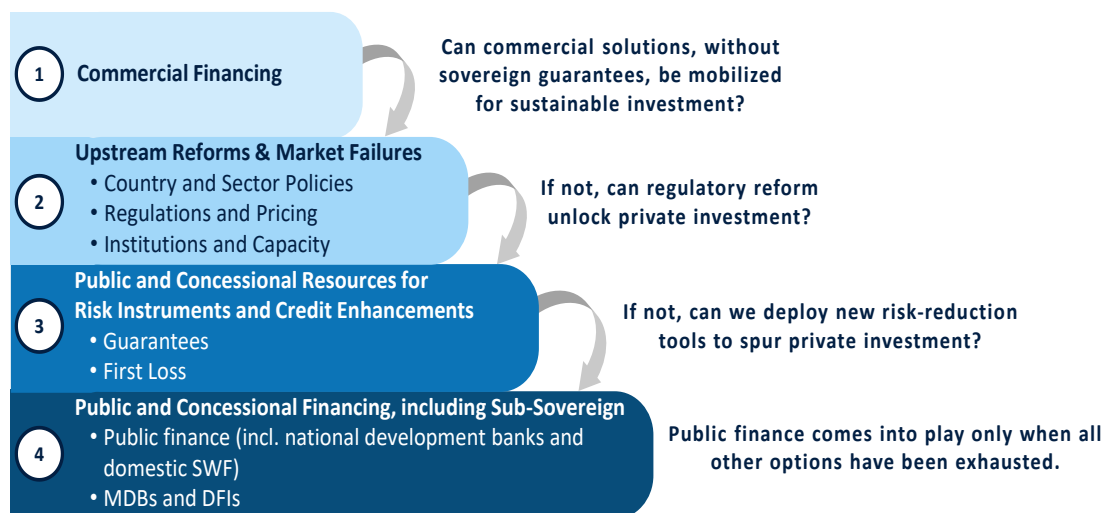 1
Commercial Financing
Can commercial solutions, without
sovereign guarantees, be mobilized
for sustainable investment?
2
Upstream Reforms & Market Failures
• Country and Sector Policies
• Regulations and Pricing
• Institutions and Capacity
If not, can regulatory reform
unlock private investment?
3
Public and Concessional Resources for
Risk Instruments and Credit Enhancements
• Guarantees
• First Loss
If not, can we deploy new risk-reduction
tools to spur private investment?
4
Public and Concessional Financing, including Sub-Sovereign
• Public finance (incl. national development banks and
domestic SWF)
• MDBs and DFIs
Public finance comes into play only when all
other options have been exhausted.